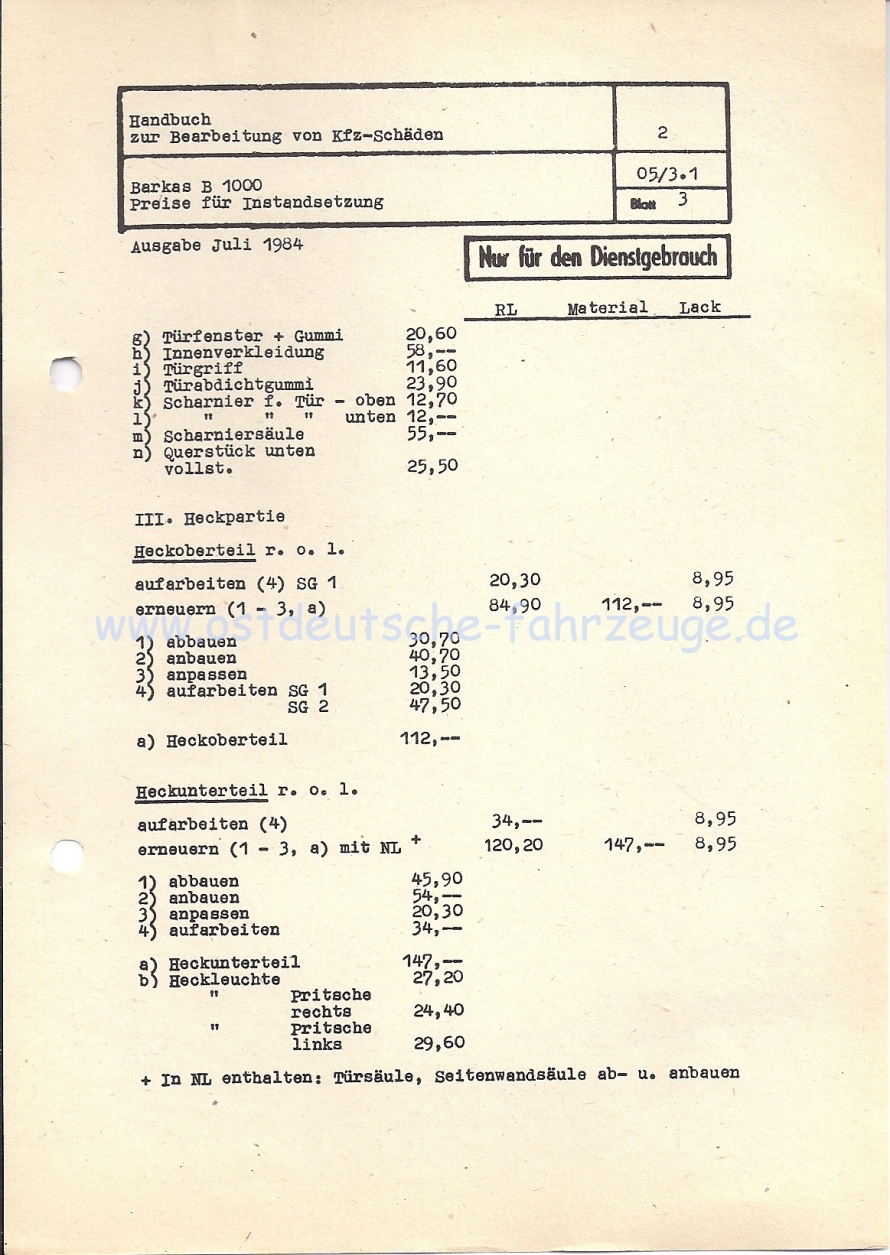 Handbuch
zur Bearbeitung von Kfz-Schäden
2
Barkas B 1000
Preise für Instandsetzung
05/3.1
Blatt 3
Ausgabe Juli 1984
Nur für den Dienstgebrauch
RL Material Lack
g) Türfenster + Gummi 20,60
h) Innenverkleidung 58,--
i) Türgriff 11,60
j) Türabdichtgummi 23,90
k) Scharnier f. Tür - oben 12,70
l) " " " unten 12,--
m) Scharniersäule 55,--
n) Querstück unten
vollst. 25,50
III. Heckpartie
Heckoberteil r. o. l.
aufarbeiten (4) SG 1 20,30 8,95
erneuern (1 - 3, a) 84,90 112,-- 8,95
www.ostdeutsche-fahrzeuge.de
1) abbauen 30,70
2) anbauen 40,70
3) anpassen 13,50
4) aufarbeiten SG 1 20,30
SG 2 47,50
a) Heckoberteil 112,--
Heckunterteil r. o. l.
aufarbeiten (4) 34,-- 8,95
erneuern (1 - 3, a) mit NL + 120,20 147,-- 8,95
1) abbauen 45,90
2) anbauen 54,--
3) anpassen 20,30
4) aufarbeiten 34,--
a) Heckunterteil 147,--
b) Heckleuchte 27,20
" Pritsche
rechts 24,40
" Pritsche
links 29,60
+ In NL enthalten: Türsäule, Seitenwandsäule ab- u. anbauen